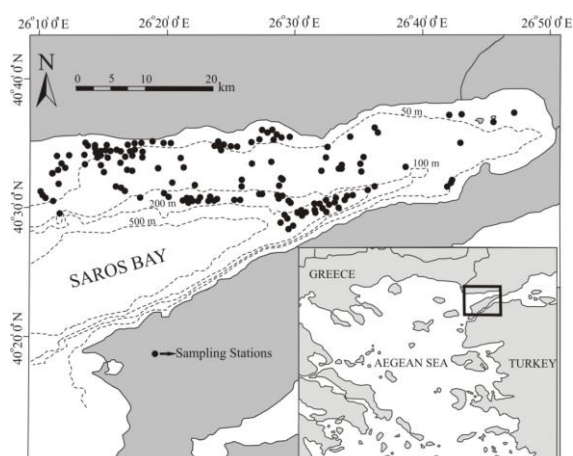 26°10´0˝E 26°20´0˝E 26°30´0˝E 26°40´0˝E 26°50´0˝E
40°40´0˝N
40°30´0˝N
40°20´0˝N
N
0 5 10 20
km
50 m
100 m
200 m
500 m
SAROS BAY
Sampling Stations
GREECE
AEGEAN SEA
TURKEY